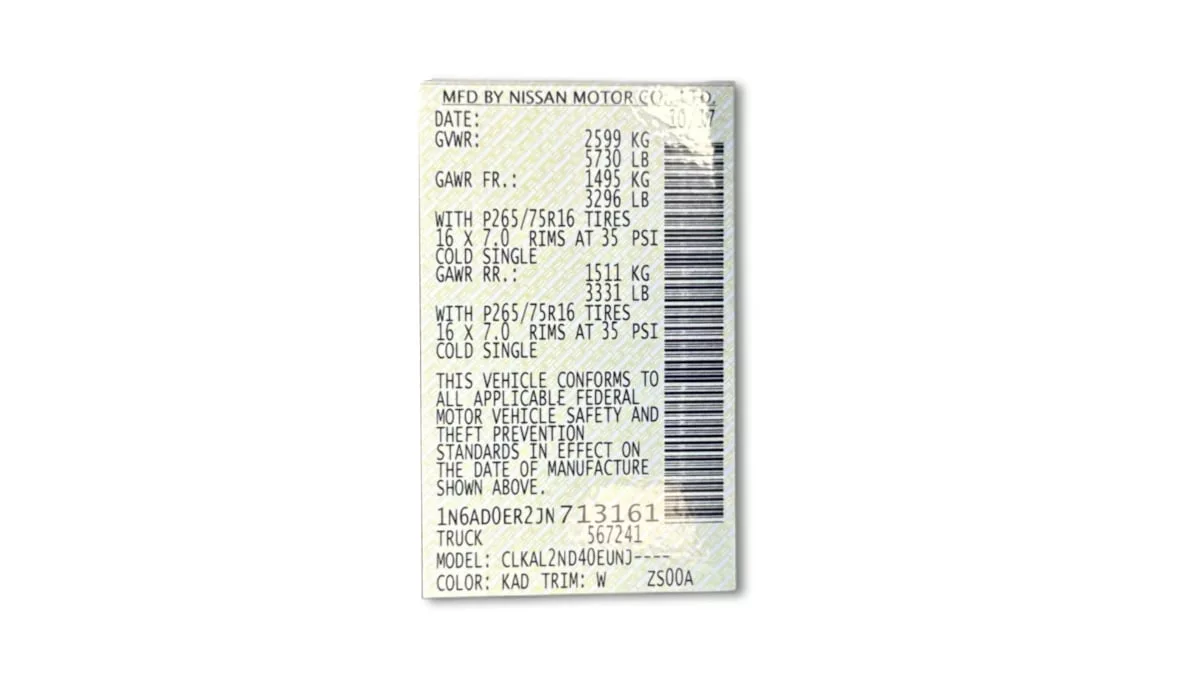 MFD BY NISSAN MOTOR CO., LTD.
DATE: 10/17
GVWR: 2599 KG
5730 LB
GAWR FR.: 1495 KG
3296 LB
WITH P265/75R16 TIRES
16 X 7.0 RIMS AT 35 PSI
COLD SINGLE
GAWR RR.: 1511 KG
3331 LB
WITH P265/75R16 TIRES
16 X 7.0 RIMS AT 35 PSI
COLD SINGLE
THIS VEHICLE CONFORMS TO
ALL APPLICABLE FEDERAL
MOTOR VEHICLE SAFETY AND
THEFT PREVENTION
STANDARDS IN EFFECT ON
THE DATE OF MANUFACTURE
SHOWN ABOVE.
1N6AD0ER2JN713161
TRUCK 567241
MODEL: CLKAL2ND40EUNJ----
COLOR: KAD TRIM: W ZS00A